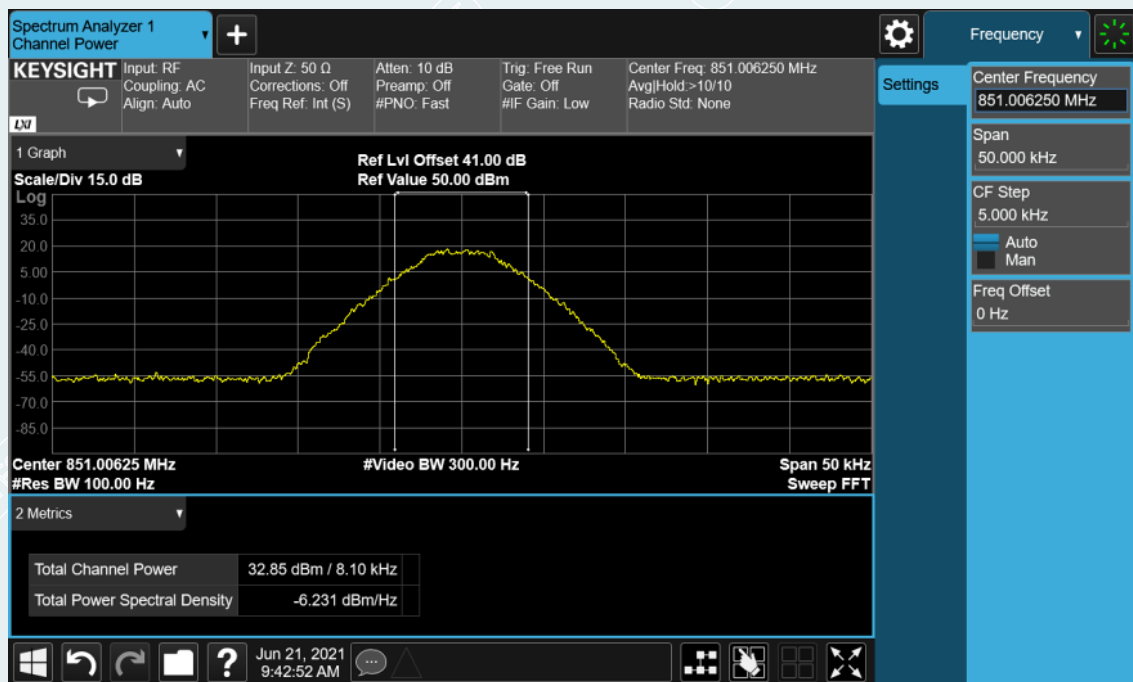 Spectrum Analyzer 1
Channel Power
Frequency
KEYSIGHT
Input: RF
Coupling: AC
Align: Auto
Input Z: 50 Ω
Corrections: Off
Freq Ref: Int (S)
Atten: 10 dB
Preamp: Off
#PNO: Fast
Trig: Free Run
Gate: Off
#IF Gain: Low
Center Freq: 851.006250 MHz
Avg|Hold:>10/10
Radio Std: None
LXI
Settings
Center Frequency
851.006250 MHz
Span
50.000 kHz
CF Step
5.000 kHz
Auto
Man
Freq Offset
0 Hz
1 Graph
Ref Lvl Offset 41.00 dB
Scale/Div 15.0 dB
Ref Value 50.00 dBm
Log
35.0
20.0
5.00
-10.0
-25.0
-40.0
-55.0
-70.0
-85.0
Center 851.00625 MHz
#Video BW 300.00 Hz
Span 50 kHz
#Res BW 100.00 Hz
Sweep FFT
2 Metrics
Total Channel Power 32.85 dBm / 8.10 kHz
Total Power Spectral Density -6.231 dBm/Hz
?
Jun 21, 2021
9:42:52 AM